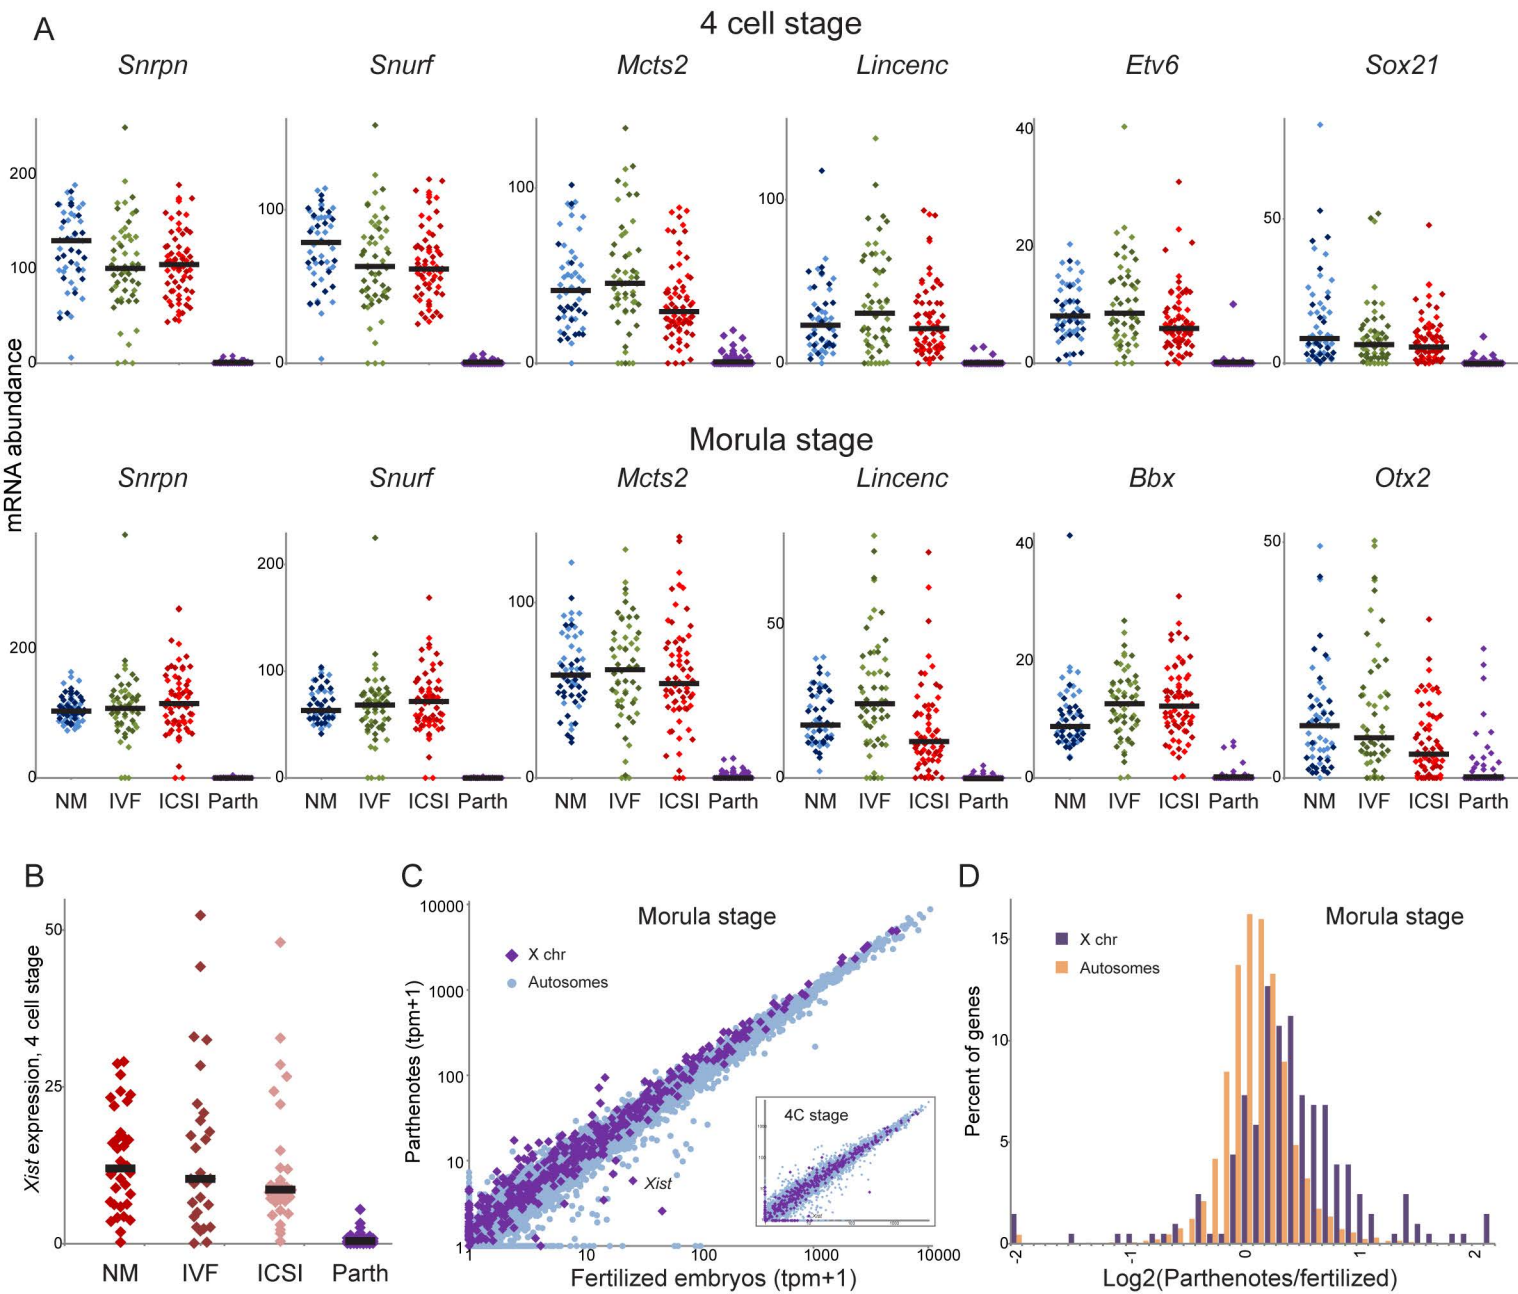 A
4 cell stage
Snrpn Snurf Mcts2 Lincenc Etv6 Sox21
mRNA abundance
200 100 0
100 0
100 0
100 0
40 20 0
50 0
Morula stage
Snrpn Snurf Mcts2 Lincenc Bbx Otx2
200 0
200 100 0
100 0
50 0
40 20 0
50 0
NM IVF ICSI Parth NM IVF ICSI Parth NM IVF ICSI Parth NM IVF ICSI Parth NM IVF ICSI Parth NM IVF ICSI Parth
B
Xist expression, 4 cell stage
50
25
0
NM IVF ICSI Parth
C
Morula stage
Parthenotes (tpm+1)
10000
1000
100
10
1
X chr
Autosomes
Xist
4C stage
1 10 100 1000 10000
Fertilized embryos (tpm+1)
D
Morula stage
Percent of genes
15
10
5
0
X chr
Autosomes
-2 -1 0 1 2
Log2(Parthenotes/fertilized)